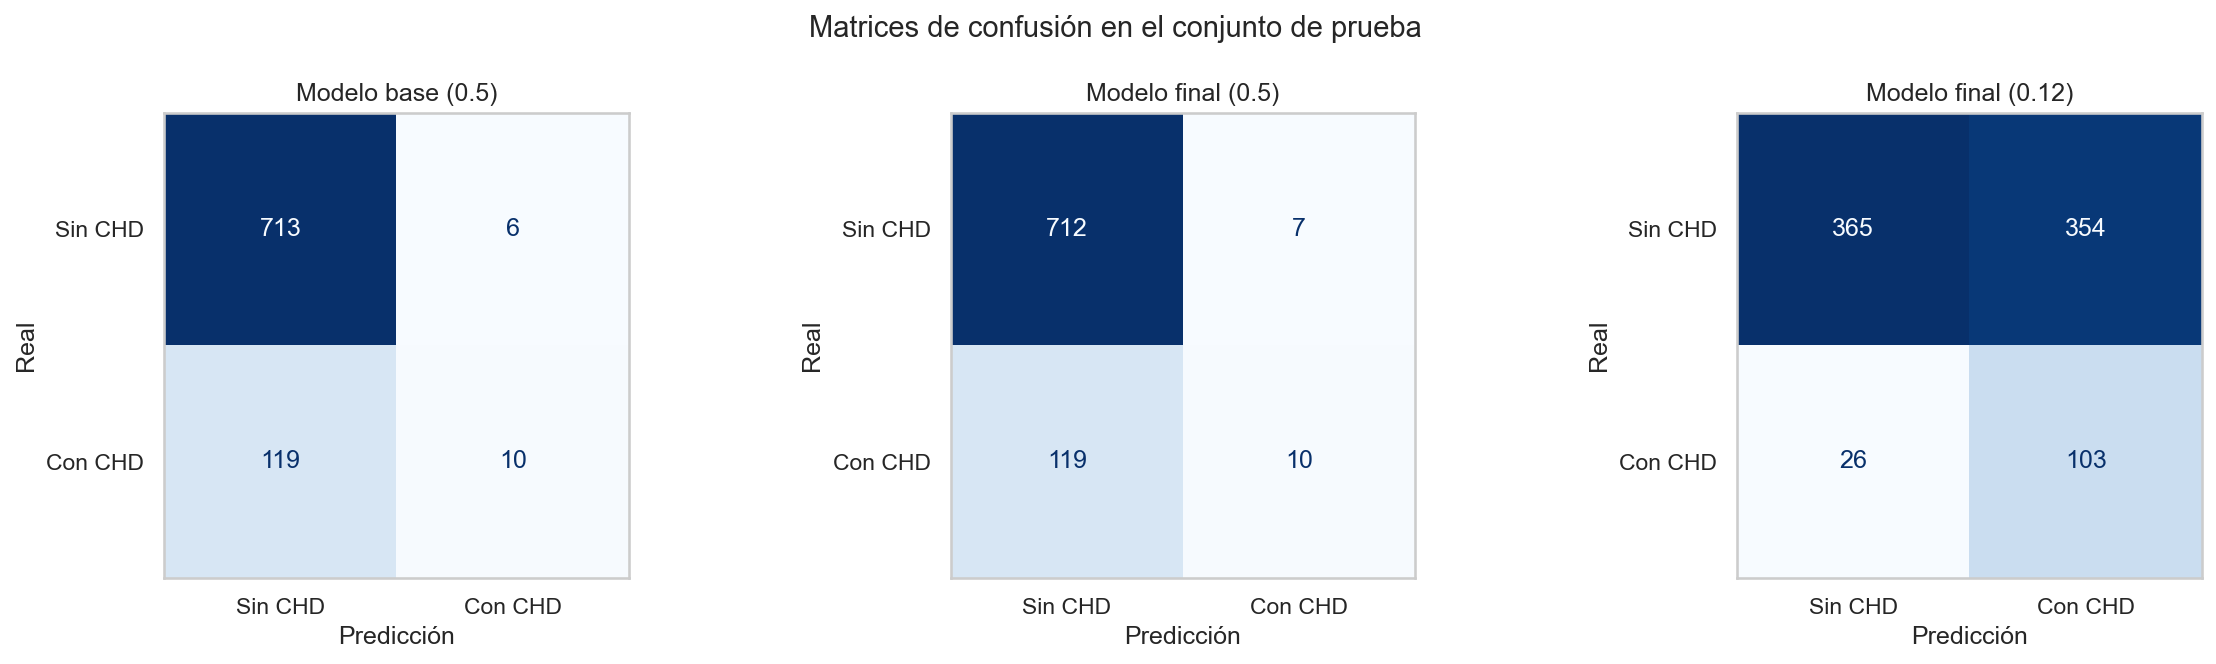 Matrices de confusión en el conjunto de prueba
Modelo base (0.5)
Real
Sin CHD
713
6
Con CHD
119
10
Sin CHD
Con CHD
Predicción
Modelo final (0.5)
Real
Sin CHD
712
7
Con CHD
119
10
Sin CHD
Con CHD
Predicción
Modelo final (0.12)
Real
Sin CHD
365
354
Con CHD
26
103
Sin CHD
Con CHD
Predicción